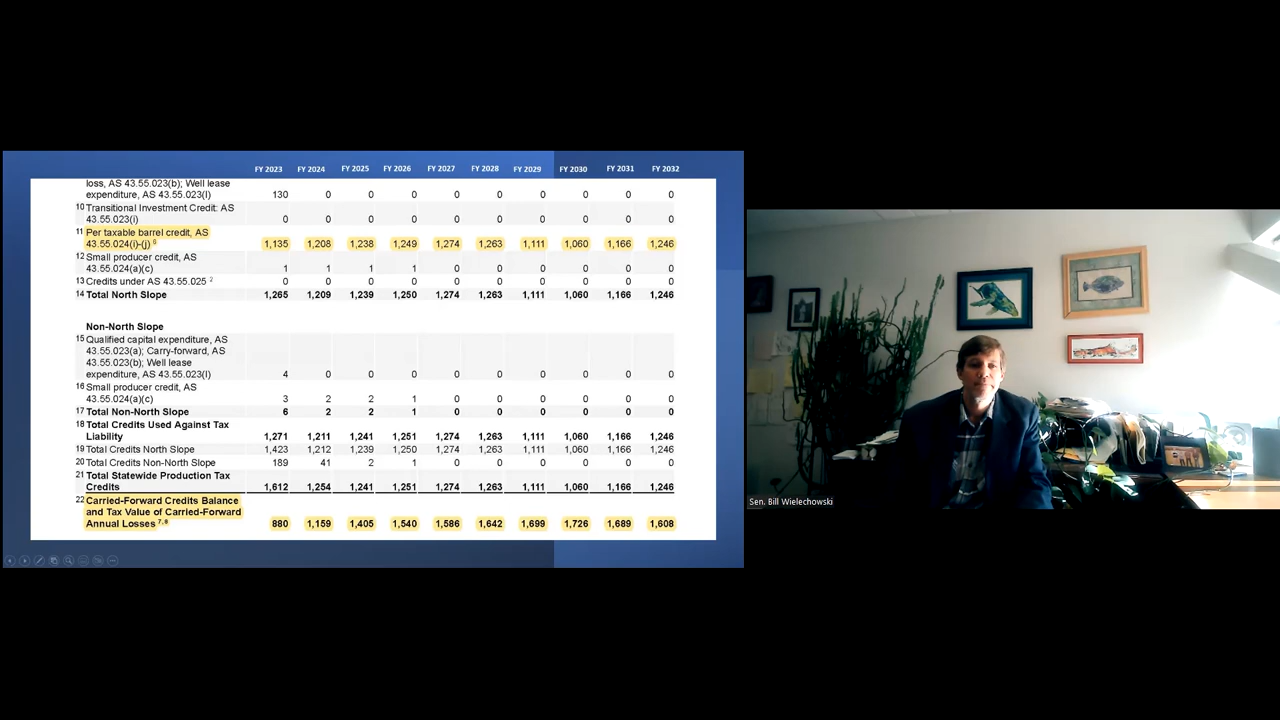 FY 2023 FY 2024 FY 2025 FY 2026 FY 2027 FY 2028 FY 2029 FY 2030 FY 2031 FY 2032
loss, AS 43.55.023(b); Well lease
expenditure, AS 43.55.023(l) 130 0 0 0 0 0 0 0 0 0
10 Transitional Investment Credit: AS
43.55.023(i) 0 0 0 0 0 0 0 0 0 0
11 Per taxable barrel credit, AS
43.55.024(i)-(j) 6 1,135 1,208 1,238 1,249 1,274 1,263 1,111 1,060 1,166 1,246
12 Small producer credit, AS
43.55.024(a)(c) 1 1 1 1 0 0 0 0 0 0
13 Credits under AS 43.55.025 2 0 0 0 0 0 0 0 0 0 0
14 Total North Slope 1,265 1,209 1,239 1,250 1,274 1,263 1,111 1,060 1,166 1,246
Non-North Slope
15 Qualified capital expenditure, AS
43.55.023(a); Carry-forward, AS
43.55.023(b); Well lease
expenditure, AS 43.55.023(l) 4 0 0 0 0 0 0 0 0 0
16 Small producer credit, AS
43.55.024(a)(c) 3 2 2 1 0 0 0 0 0 0
17 Total Non-North Slope 6 2 2 1 0 0 0 0 0 0
18 Total Credits Used Against Tax
Liability 1,271 1,211 1,241 1,251 1,274 1,263 1,111 1,060 1,166 1,246
19 Total Credits North Slope 1,423 1,212 1,239 1,250 1,274 1,263 1,111 1,060 1,166 1,246
20 Total Credits Non-North Slope 189 41 2 1 0 0 0 0 0 0
21 Total Statewide Production Tax
Credits 1,612 1,254 1,241 1,251 1,274 1,263 1,111 1,060 1,166 1,246
22 Carried-Forward Credits Balance
and Tax Value of Carried-Forward
Annual Losses 7,8 880 1,159 1,405 1,540 1,586 1,642 1,699 1,726 1,689 1,608
Sen. Bill Wielechowski